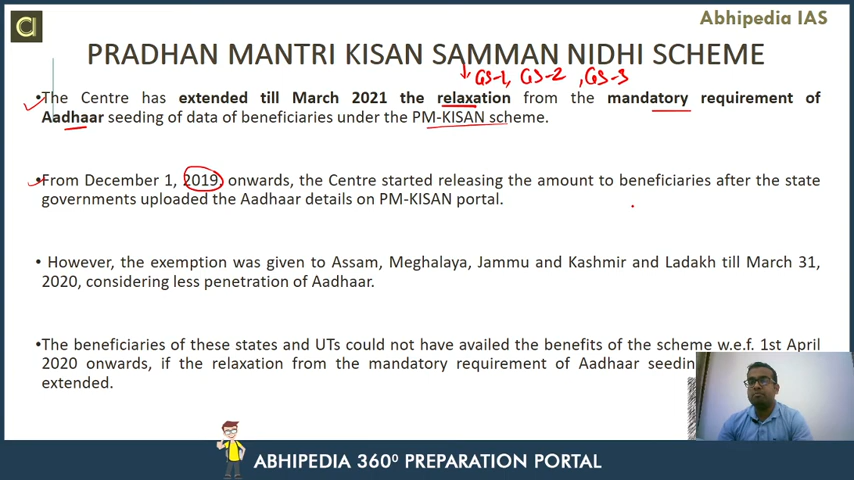 Abhipedia IAS
PRADHAN MANTRI KISAN SAMMAN NIDHI SCHEME
GS-1, GS-2, GS-3
• The Centre has extended till March 2021 the relaxation from the mandatory requirement of
Aadhaar seeding of data of beneficiaries under the PM-KISAN scheme.
• From December 1, 2019, onwards, the Centre started releasing the amount to beneficiaries after the state
governments uploaded the Aadhaar details on PM-KISAN portal.
• However, the exemption was given to Assam, Meghalaya, Jammu and Kashmir and Ladakh till March 31,
2020, considering less penetration of Aadhaar.
• The beneficiaries of these states and UTs could not have availed the benefits of the scheme w.e.f. 1st April
2020 onwards, if the relaxation from the mandatory requirement of Aadhaar
extended.
ABHIPEDIA 360⁰ PREPARATION PORTAL